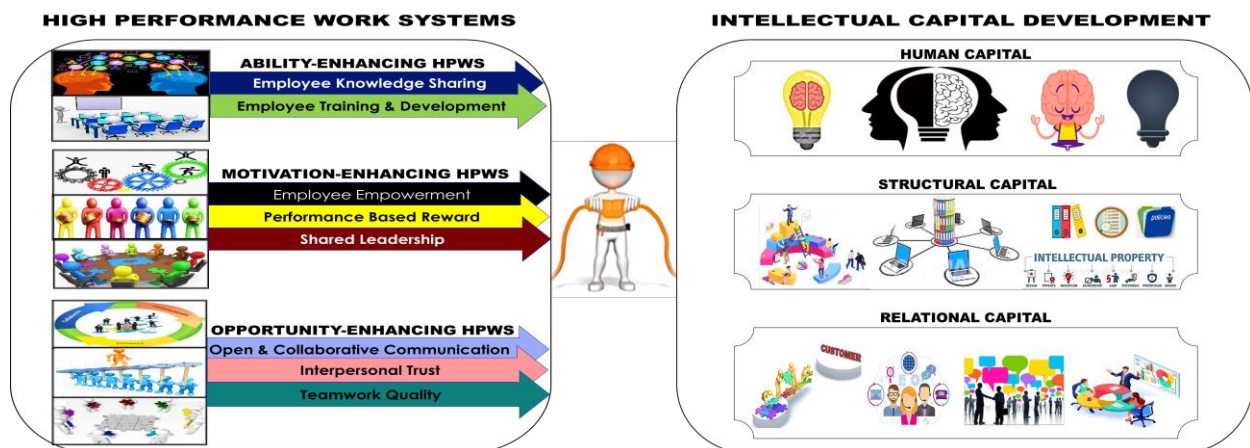 HIGH PERFORMANCE WORK SYSTEMS
ABILITY-ENHANCING HPWS
Employee Knowledge Sharing
Employee Training & Development
MOTIVATION-ENHANCING HPWS
Employee Empowerment
Performance Based Reward
Shared Leadership
OPPORTUNITY-ENHANCING HPWS
Open & Collaborative Communication
Interpersonal Trust
Teamwork Quality
INTELLECTUAL CAPITAL DEVELOPMENT
HUMAN CAPITAL
STRUCTURAL CAPITAL
policies
INTELLECTUAL PROPERTY
RELATIONAL CAPITAL
CUSTOMER